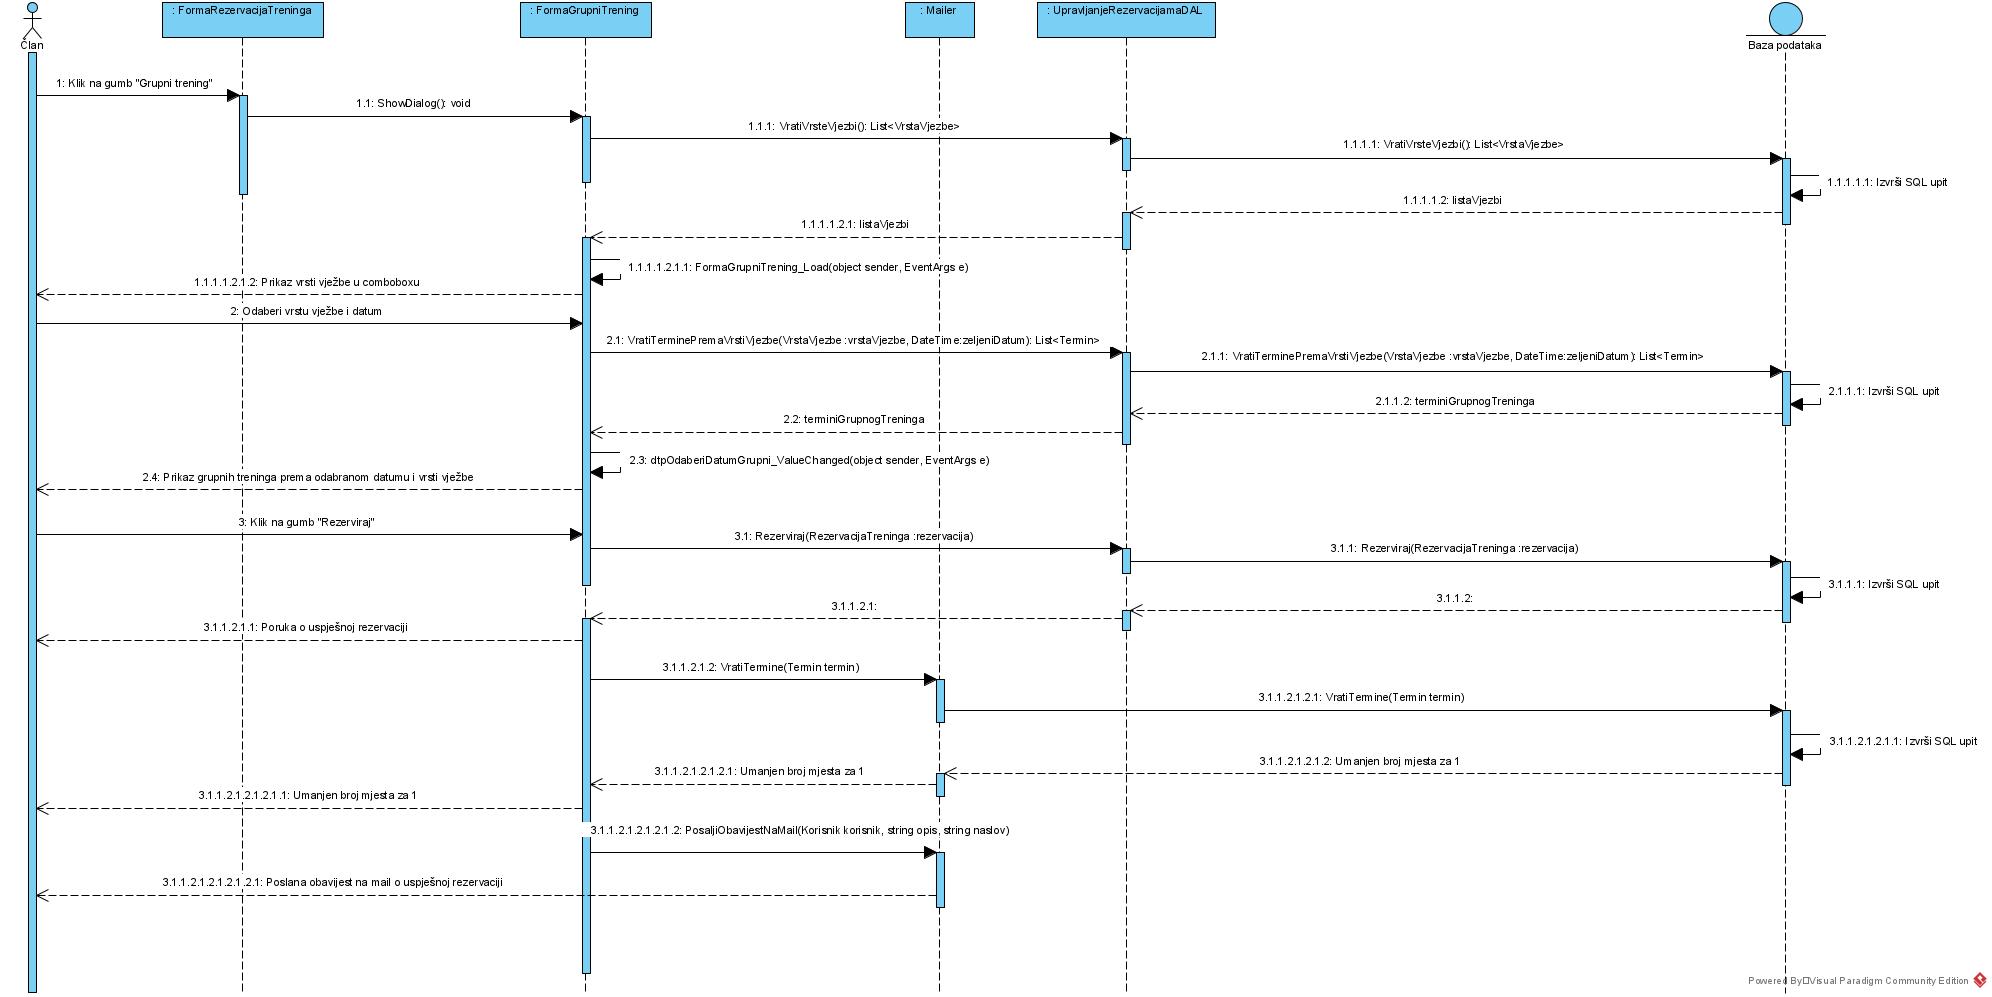 : FormaRezervacijaTreninga
: FormaGrupniTrening
: Mailer
: UpravljanjeRezervacijamaDAL
Član
Baza podataka
1: Klik na gumb "Grupni trening"
1.1: ShowDialog(): void
1.1.1: VratiVrsteVjezbi(): List<VrstaVjezbe>
1.1.1.1: VratiVrsteVjezbi(): List<VrstaVjezbe>
1.1.1.1.1: Izvrši SQL upit
1.1.1.1.2: listaVjezbi
1.1.1.1.2.1: listaVjezbi
1.1.1.1.2.1.1: FormaGrupniTrening_Load(object sender, EventArgs e)
1.1.1.1.2.1.2: Prikaz vrsti vježbe u comboboxu
2: Odaberi vrstu vježbe i datum
2.1: VratiTerminePremaVrstiVjezbe(VrstaVjezbe :vrstaVjezbe, DateTime:zeljeniDatum): List<Termin>
2.1.1: VratiTerminePremaVrstiVjezbe(VrstaVjezbe :vrstaVjezbe, DateTime:zeljeniDatum): List<Termin>
2.1.1.1: Izvrši SQL upit
2.1.1.2: terminiGrupnogTreninga
2.2: terminiGrupnogTreninga
2.3: dtpOdaberiDatumGrupni_ValueChanged(object sender, EventArgs e)
2.4: Prikaz grupnih treninga prema odabranom datumu i vrsti vježbe
3: Klik na gumb "Rezerviraj"
3.1: Rezerviraj(RezervacijaTreninga :rezervacija)
3.1.1: Rezerviraj(RezervacijaTreninga :rezervacija)
3.1.1.1: Izvrši SQL upit
3.1.1.2:
3.1.1.2.1:
3.1.1.2.1.1: Poruka o uspješnoj rezervaciji
3.1.1.2.1.2: VratiTermine(Termin termin)
3.1.1.2.1.2.1: VratiTermine(Termin termin)
3.1.1.2.1.2.1.1: Izvrši SQL upit
3.1.1.2.1.2.1.2: Umanjen broj mjesta za 1
3.1.1.2.1.2.1.2.1: Umanjen broj mjesta za 1
3.1.1.2.1.2.1.2.1.1: Umanjen broj mjesta za 1
3.1.1.2.1.2.1.2.1.2: PosaljiObavijestNaMail(Korisnik korisnik, string opis, string naslov)
3.1.1.2.1.2.1.2.1.2.1: Poslana obavijest na mail o uspješnoj rezervaciji
Powered By Visual Paradigm Community Edition